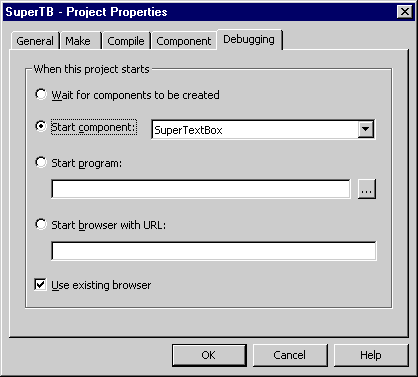 SuperTB - Project Properties
General Make Compile Component Debugging
When this project starts
Wait for components to be created
Start component: SuperTextBox
Start program:
...
Start browser with URL:
Use existing browser
OK Cancel Help